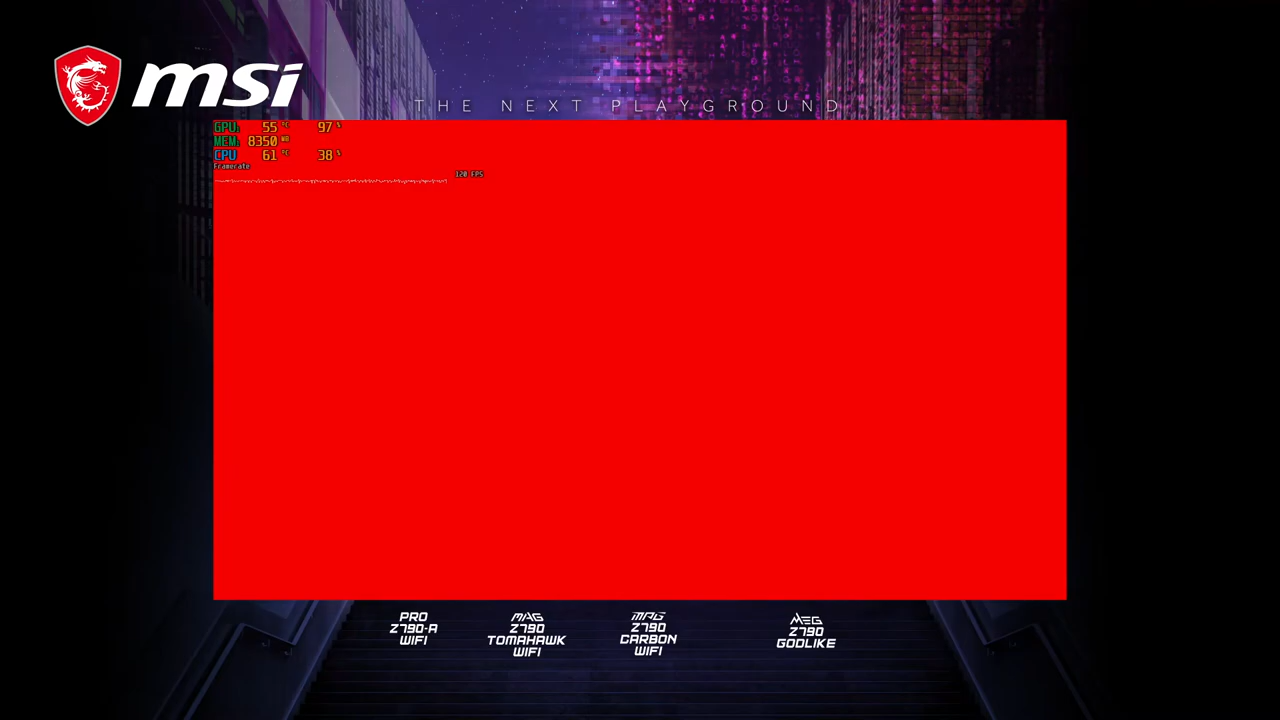 msi
THE NEXT PLAYGROUND
GPU: 55 °C 97 %
MEM: 8350 MB
CPU 61 °C 38 %
Framerate
120 FPS
PRO
Z790-A
WIFI
MAG
Z790
TOMAHAWK
WIFI
MPG
Z790
CARBON
WIFI
MEG
Z790
GODLIKE